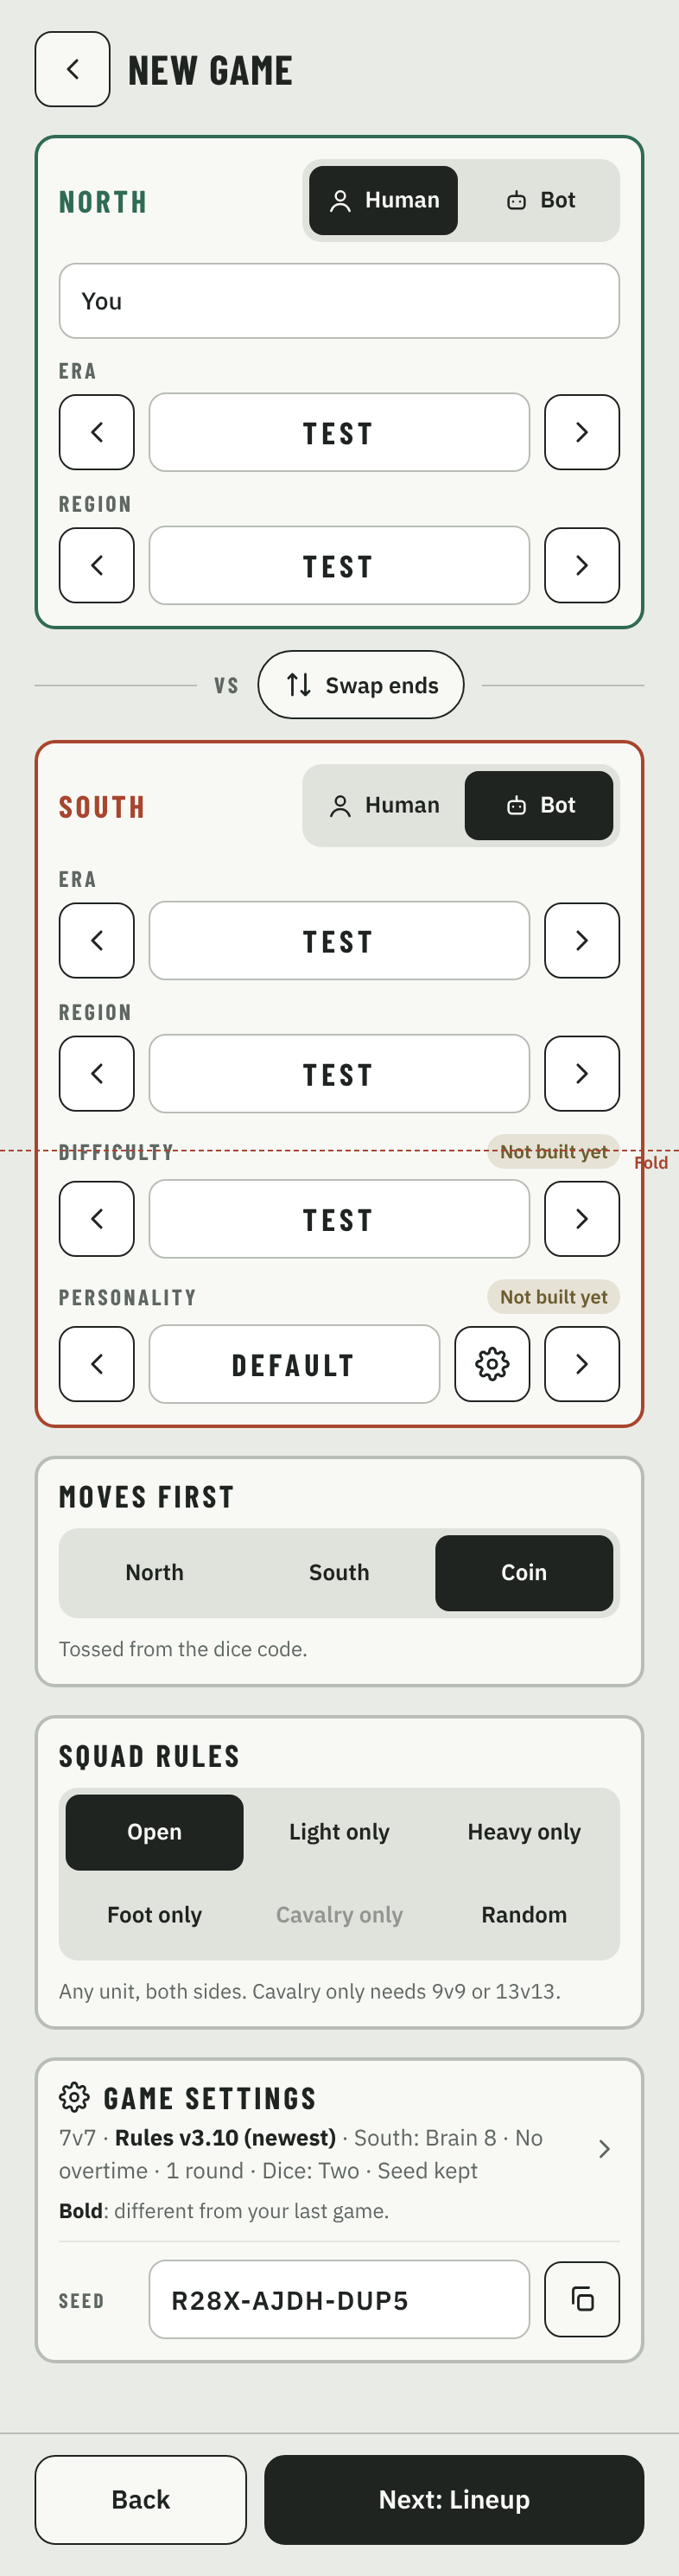 NEW GAME
NORTH
Human
Bot
You
ERA
TEST
REGION
TEST
VS
Swap ends
SOUTH
Human
Bot
ERA
TEST
REGION
TEST
DIFFICULTY
Not built yet
Fold
TEST
PERSONALITY
Not built yet
DEFAULT
MOVES FIRST
North
South
Coin
Tossed from the dice code.
SQUAD RULES
Open
Light only
Heavy only
Foot only
Cavalry only
Random
Any unit, both sides. Cavalry only needs 9v9 or 13v13.
GAME SETTINGS
7v7 · Rules v3.10 (newest) · South: Brain 8 · No
overtime · 1 round · Dice: Two · Seed kept
Bold: different from your last game.
SEED
R28X-AJDH-DUP5
Back
Next: Lineup